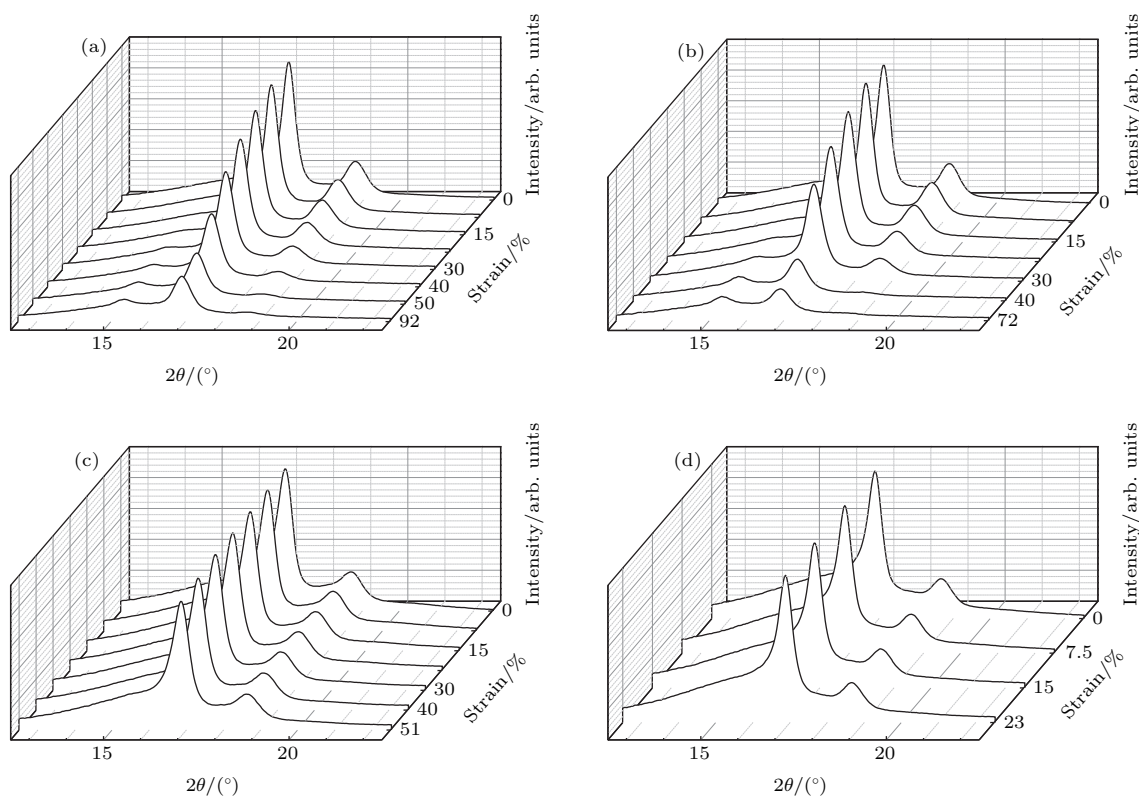 (a)
Intensity/arb. units
0
15
30
40
50
92
Strain/%
15
20
2θ/(°)
(b)
Intensity/arb. units
0
15
30
40
72
Strain/%
15
20
2θ/(°)
(c)
Intensity/arb. units
0
15
30
40
51
Strain/%
15
20
2θ/(°)
(d)
Intensity/arb. units
0
7.5
15
23
Strain/%
15
20
2θ/(°)